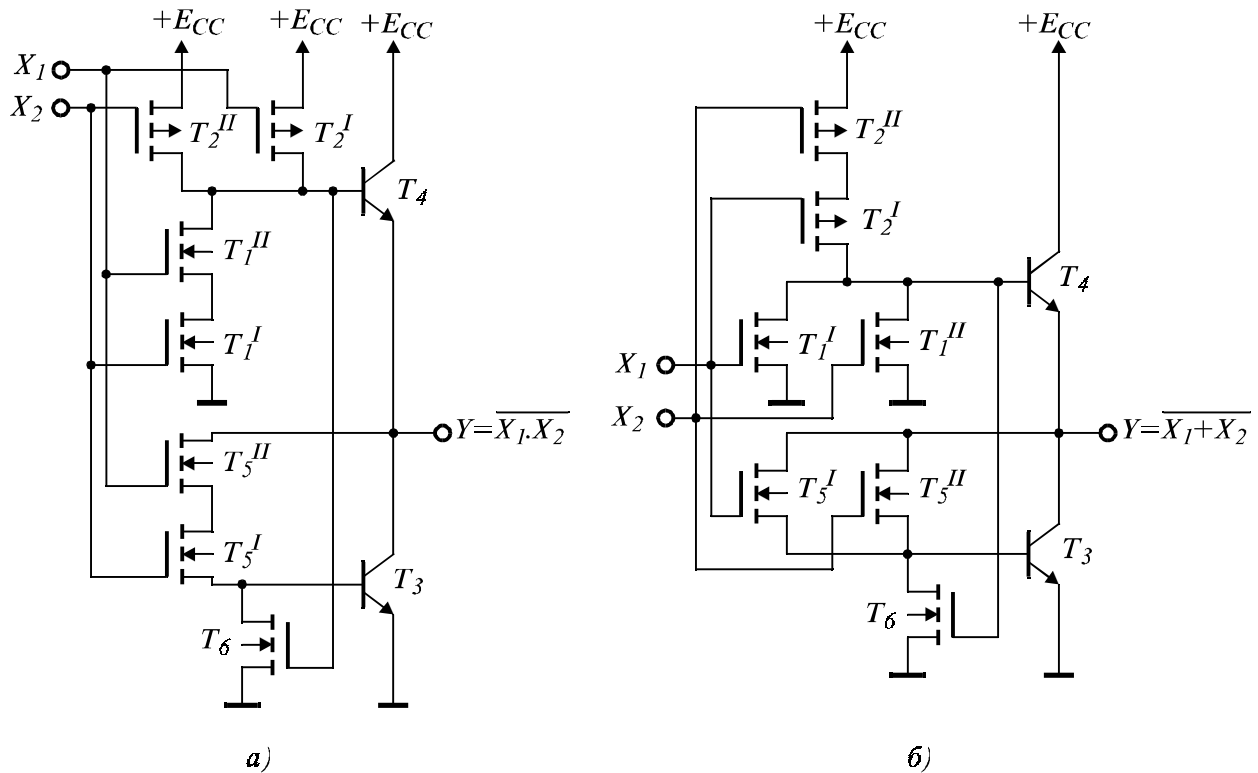 +E_CC
+E_CC
+E_CC
X_1
X_2
T_2^II
T_2^I
T_4
T_1^II
T_1^I
Y=\overline{X_1.X_2}
T_5^II
T_5^I
T_3
T_6
а)
+E_CC
+E_CC
T_2^II
T_2^I
T_4
T_1^I
T_1^II
X_1
X_2
Y=\overline{X_1+X_2}
T_5^I
T_5^II
T_3
T_6
б)